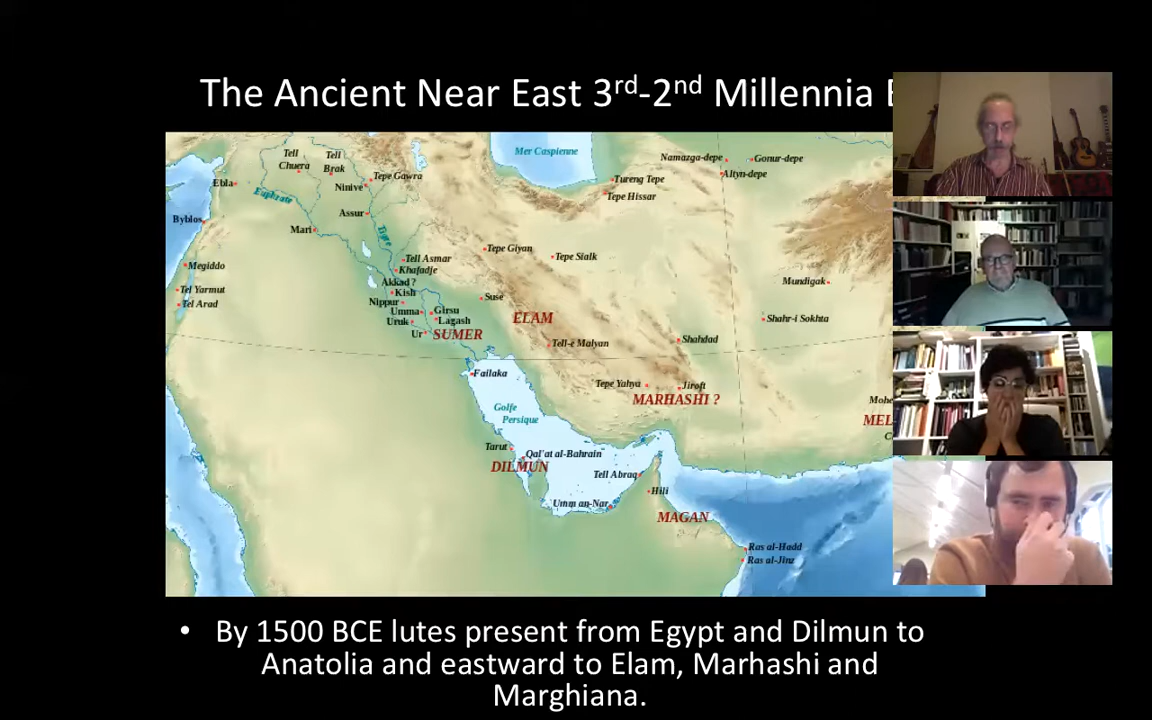 The Ancient Near East 3rd-2nd Millennia
Mer Caspienne
Namazga-depe
Gonur-depe
Altyn-depe
Tureng Tepe
Tepe Hissar
Tell
Chuera
Tell
Brak
Tepe Gawra
Ninive
Ebla
Euphrate
Assur
Byblos
Mari
Tigre
Tepe Giyan
Tepe Sialk
Megiddo
Tell Asmar
Khafadje
Akkad ?
Kish
Mundigak
Tel Yarmut
Tel Arad
Nippur
Suse
Umma
Girsu
Lagash
Uruk
ELAM
Shahr-i Sokhta
Ur
SUMER
Tell-e Malyan
Shahdad
Failaka
Tepe Yahya
Jiroft
MARHASHI ?
Golfe
Persique
Tarut
Qal'at al-Bahrain
DILMUN
Tell Abraq
Hili
Umm an-Nar
MAGAN
Ras al-Hadd
Ras al-Jinz
• By 1500 BCE lutes present from Egypt and Dilmun to
Anatolia and eastward to Elam, Marhashi and
Marghiana.